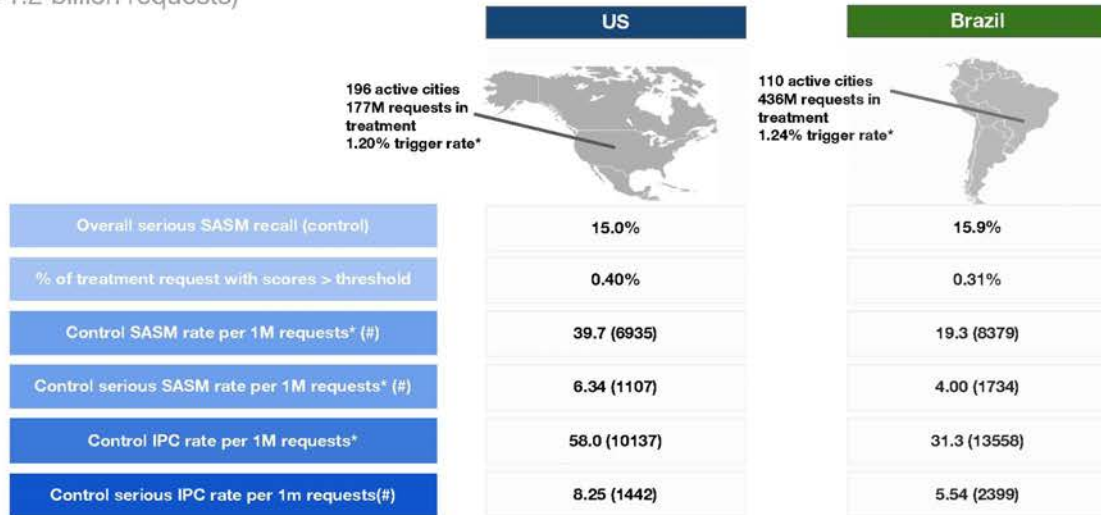 1.2 billion requests)
US
Brazil
196 active cities
177M requests in
treatment
1.20% trigger rate*
110 active cities
436M requests in
treatment
1.24% trigger rate*
Overall serious SASM recall (control)
15.0%
15.9%
% of treatment request with scores > threshold
0.40%
0.31%
Control SASM rate per 1M requests* (#)
39.7 (6935)
19.3 (8379)
Control serious SASM rate per 1M requests* (#)
6.34 (1107)
4.00 (1734)
Control IPC rate per 1M requests*
58.0 (10137)
31.3 (13558)
Control serious IPC rate per 1m requests(#)
8.25 (1442)
5.54 (2399)